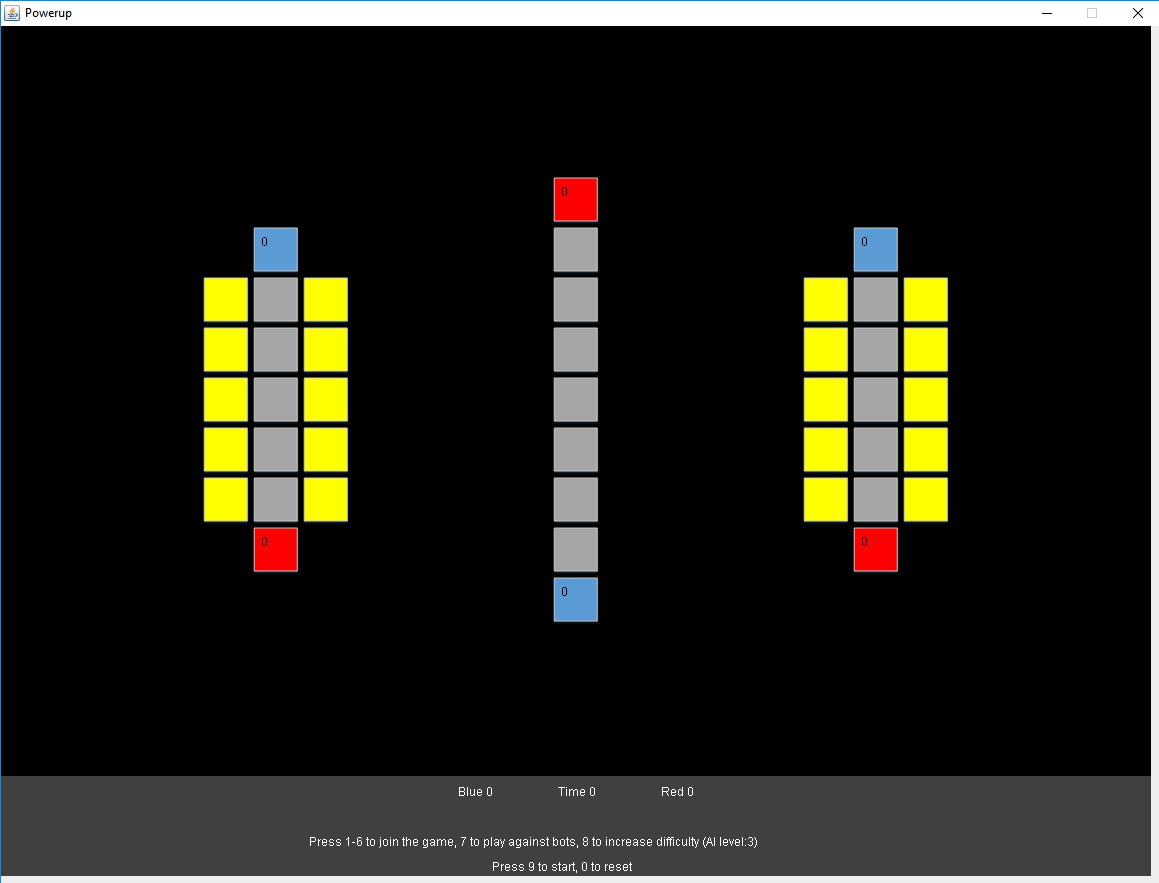 Powerup
0
0
0
0
0
0
Blue 0 Time 0 Red 0
Press 1-6 to join the game, 7 to play against bots, 8 to increase difficulty (AI level:3)
Press 9 to start, 0 to reset